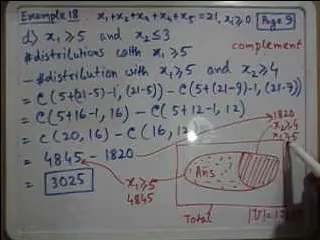 Example 18. x₁+x₂+x₃+x₄+x₅=21, xᵢ≥0 Page 9
d) x₁≥5 and x₂≤3 complement
#distributions with x₁≥5
- #distribution with x₁≥5 and x₂≥4
= C(5+(21-5)-1, (21-5)) - C(5+(21-9)-1, (21-9))
= C(5+16-1, 16) - C(5+12-1, 12)
= C(20, 16) - C(16, 12)
= 4845 - 1820
= 3025
1820
x₂≥4
x₁≥5
x₁≥5
4845
Ans
Total